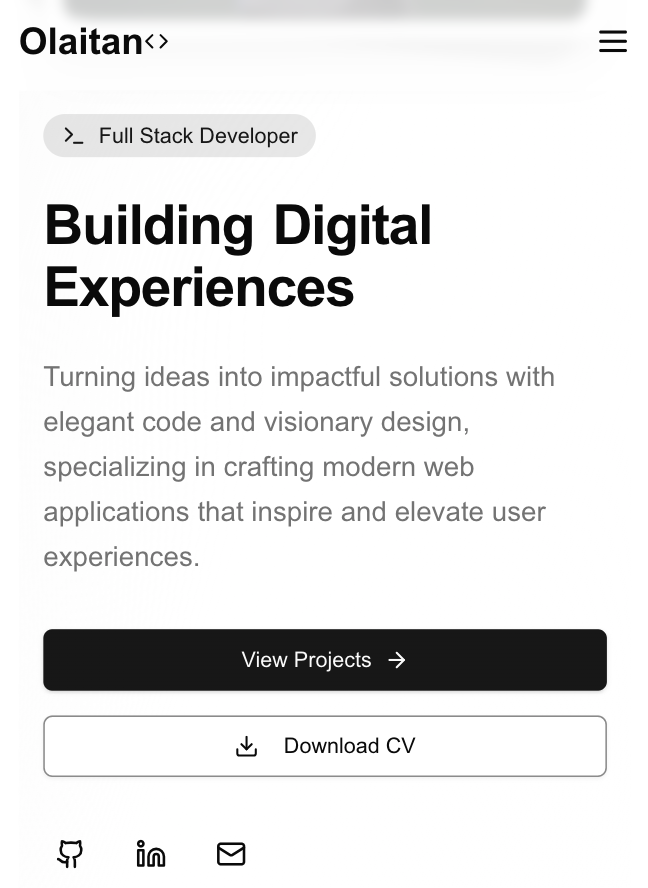 Olaitan<>
Full Stack Developer
Building Digital
Experiences
Turning ideas into impactful solutions with
elegant code and visionary design,
specializing in crafting modern web
applications that inspire and elevate user
experiences.
View Projects →
Download CV